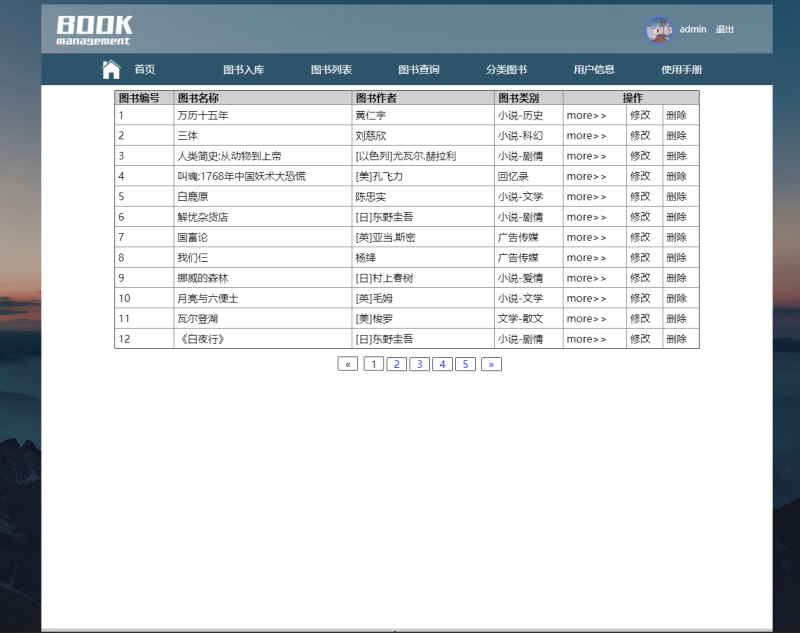 BOOK
management
admin 退出
首页 图书入库 图书列表 图书查询 分类图书 用户信息 使用手册
图书编号 图书名称 图书作者 图书类别 操作
1 万历十五年 黄仁宇 小说-历史 more>> 修改 删除
2 三体 刘慈欣 小说-科幻 more>> 修改 删除
3 人类简史:从动物到上帝 [以色列]尤瓦尔.赫拉利 小说-剧情 more>> 修改 删除
4 叫魂:1768年中国妖术大恐慌 [美]孔飞力 回忆录 more>> 修改 删除
5 白鹿原 陈忠实 小说-文学 more>> 修改 删除
6 解忧杂货店 [日]东野圭吾 小说-剧情 more>> 修改 删除
7 国富论 [英]亚当.斯密 广告传媒 more>> 修改 删除
8 我们仨 杨绛 广告传媒 more>> 修改 删除
9 挪威的森林 [日]村上春树 小说-爱情 more>> 修改 删除
10 月亮与六便士 [英]毛姆 小说-文学 more>> 修改 删除
11 瓦尔登湖 [美]梭罗 文学-散文 more>> 修改 删除
12 《白夜行》 [日]东野圭吾 小说-剧情 more>> 修改 删除
« 1 2 3 4 5 »